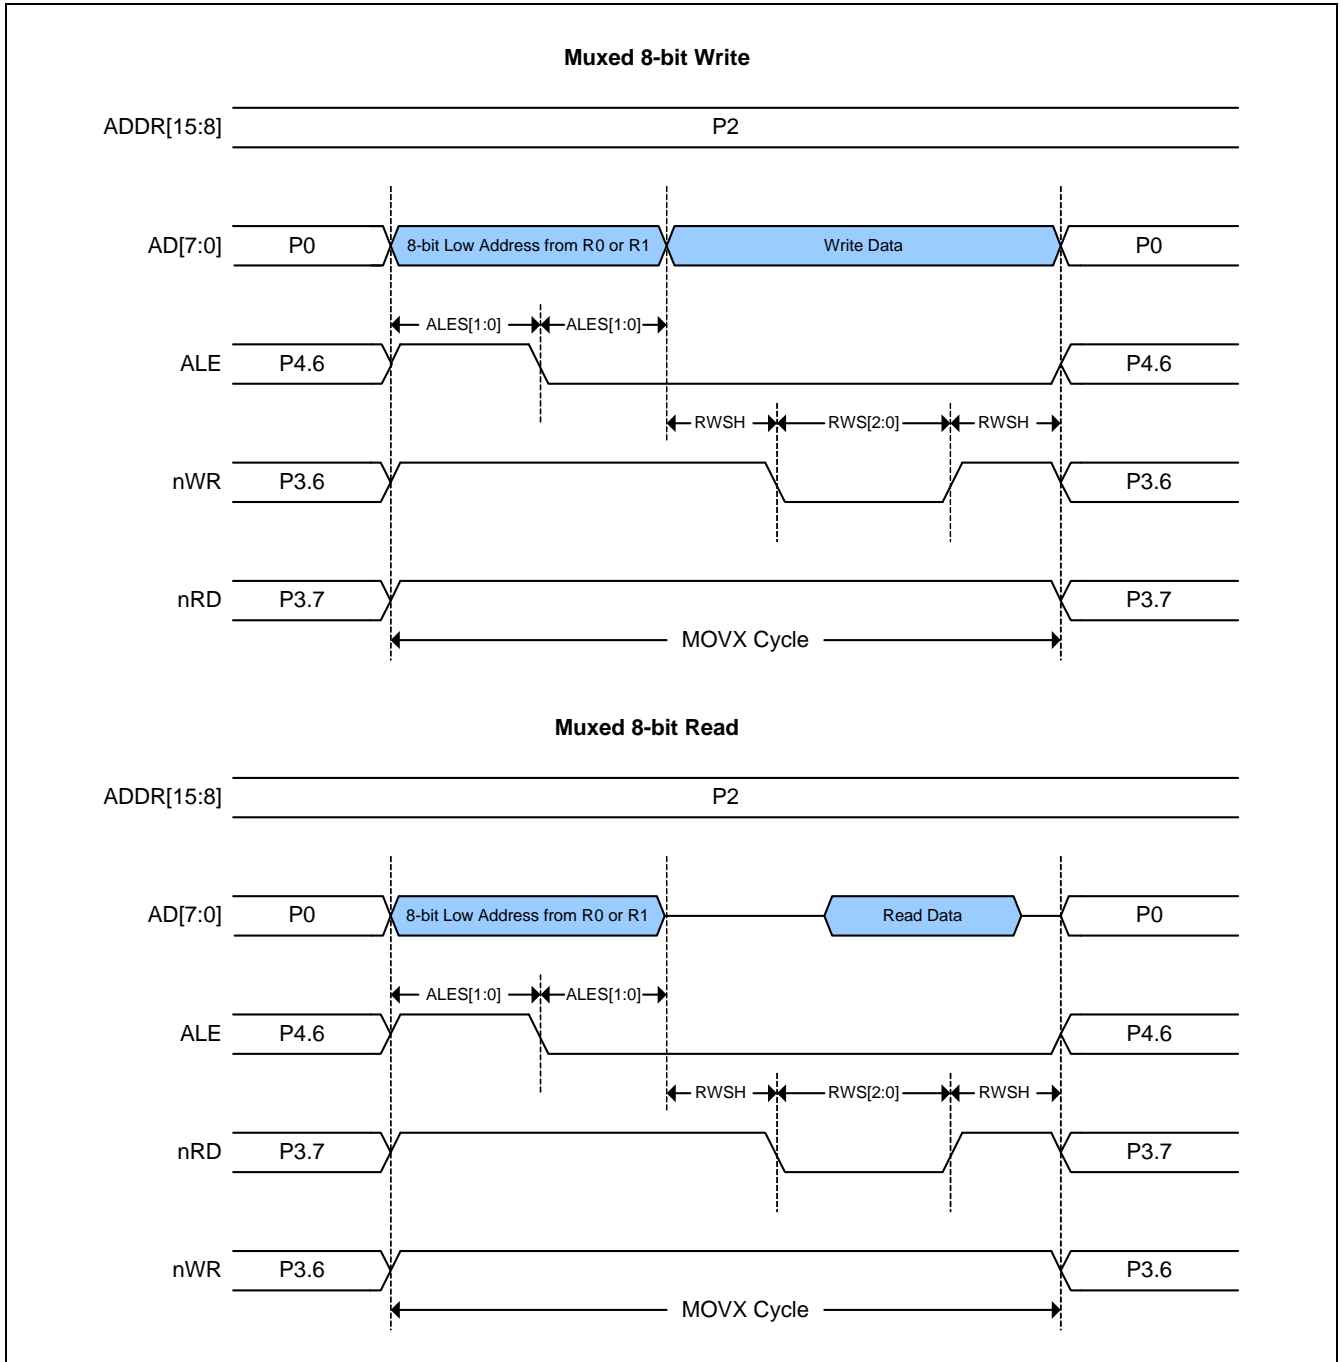 Muxed 8-bit Write
ADDR[15:8] P2
AD[7:0] P0 8-bit Low Address from R0 or R1 Write Data P0
ALES[1:0] ALES[1:0]
ALE P4.6 P4.6
RWSH RWS[2:0] RWSH
nWR P3.6 P3.6
nRD P3.7 P3.7
MOVX Cycle
Muxed 8-bit Read
ADDR[15:8] P2
AD[7:0] P0 8-bit Low Address from R0 or R1 Read Data P0
ALES[1:0] ALES[1:0]
ALE P4.6 P4.6
RWSH RWS[2:0] RWSH
nRD P3.7 P3.7
nWR P3.6 P3.6
MOVX Cycle